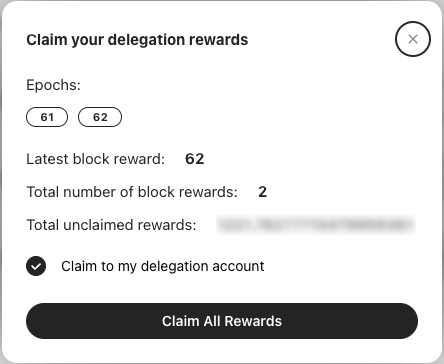 Claim your delegation rewards
Epochs:
61 62
Latest block reward: 62
Total number of block rewards: 2
Total unclaimed rewards:
Claim to my delegation account
Claim All Rewards